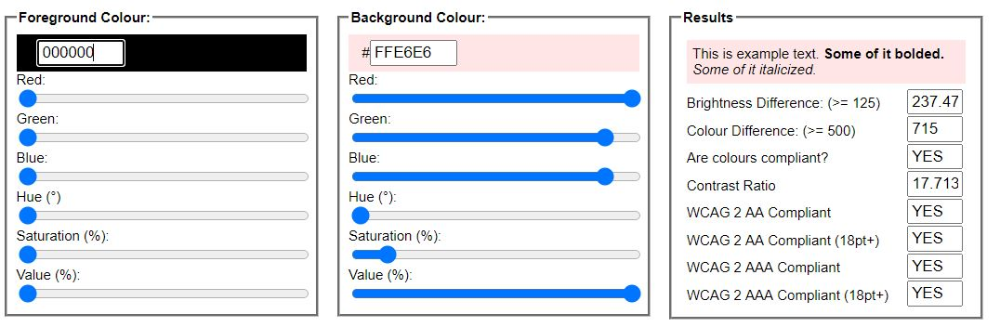 Foreground Colour:
000000
Red:
Green:
Blue:
Hue (°)
Saturation (%):
Value (%):
Background Colour:
# FFE6E6
Red:
Green:
Blue:
Hue (°):
Saturation (%):
Value (%):
Results
This is example text. Some of it bolded.
Some of it italicized.
Brightness Difference: (>= 125) 237.47
Colour Difference: (>= 500) 715
Are colours compliant? YES
Contrast Ratio 17.713
WCAG 2 AA Compliant YES
WCAG 2 AA Compliant (18pt+) YES
WCAG 2 AAA Compliant YES
WCAG 2 AAA Compliant (18pt+) YES